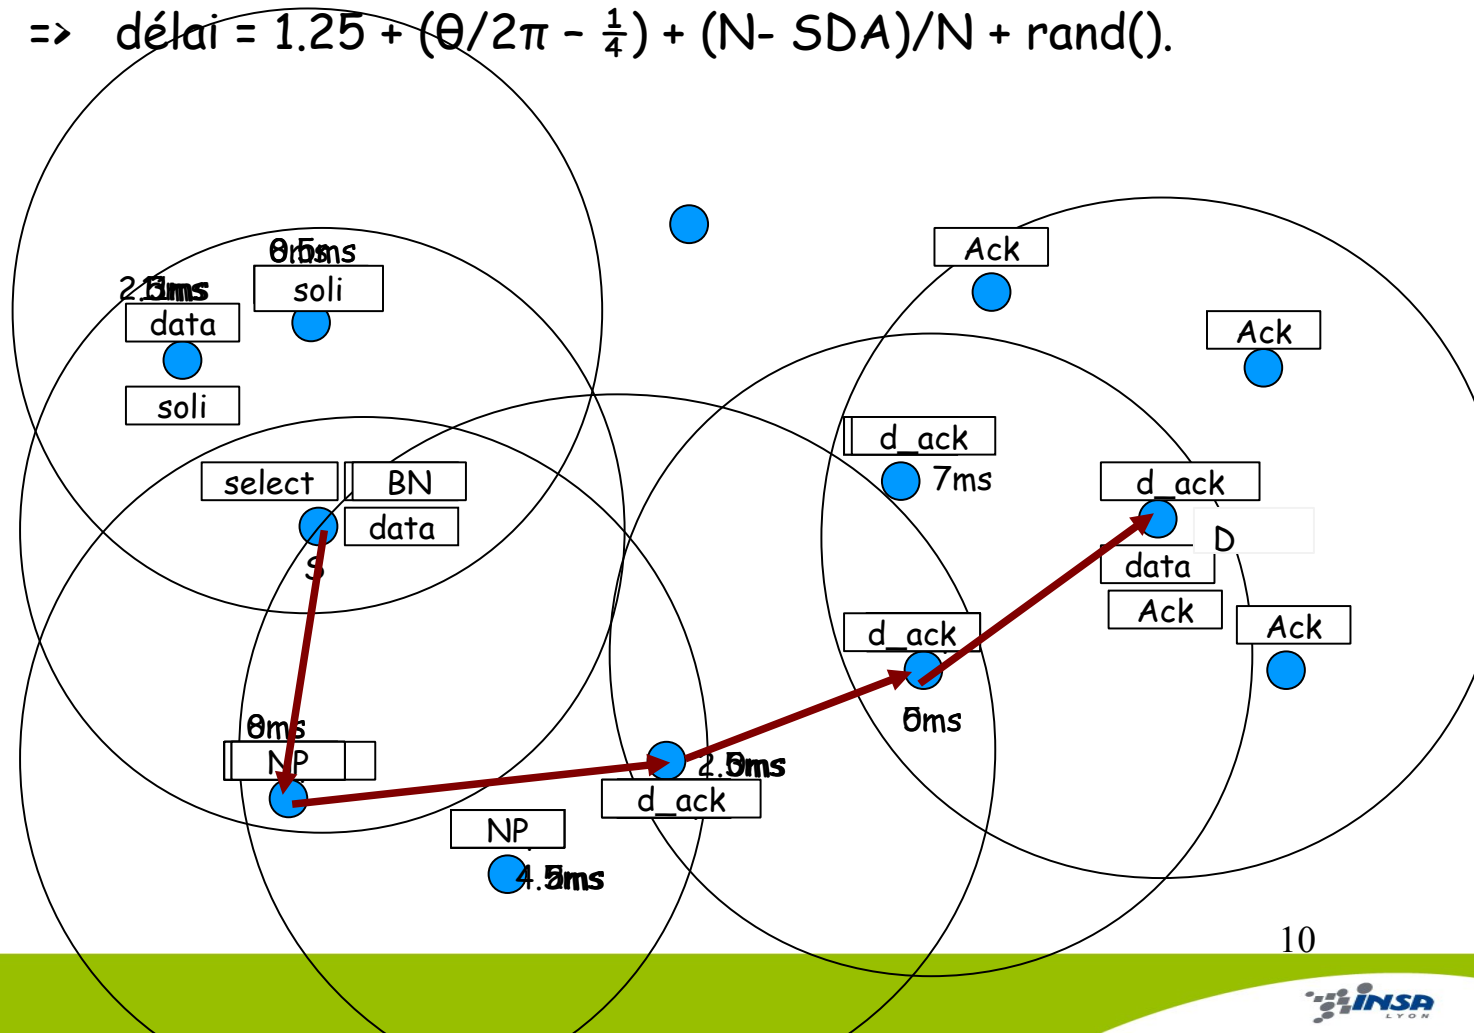 => délai = 1.25 + (θ/2π – ¼) + (N- SDA)/N + rand().
Ack
soli
data
Ack
soli
d_ack
7ms
select
BN
d_ack
data
S
D
data
Ack
d_ack
Ack
NP
d_ack
NP
10
INSA
LYON